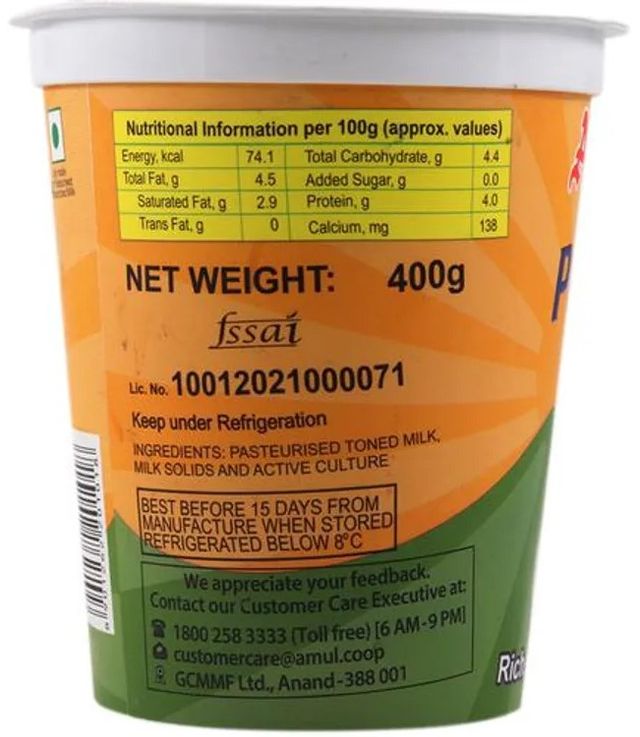 Nutritional Information per 100g (approx. values)
Energy, kcal 74.1 Total Carbohydrate, g 4.4
Total Fat, g 4.5 Added Sugar, g 0.0
Saturated Fat, g 2.9 Protein, g 4.0
Trans Fat, g 0 Calcium, mg 138
NET WEIGHT: 400g
fssai
Lic. No. 10012021000071
Keep under Refrigeration
INGREDIENTS: PASTEURISED TONED MILK,
MILK SOLIDS AND ACTIVE CULTURE
BEST BEFORE 15 DAYS FROM
MANUFACTURE WHEN STORED
REFRIGERATED BELOW 8°C
We appreciate your feedback.
Contact our Customer Care Executive at:
1800 258 3333 (Toll free) [6 AM-9 PM]
customercare@amul.coop
GCMMF Ltd., Anand-388 001
P
Rich